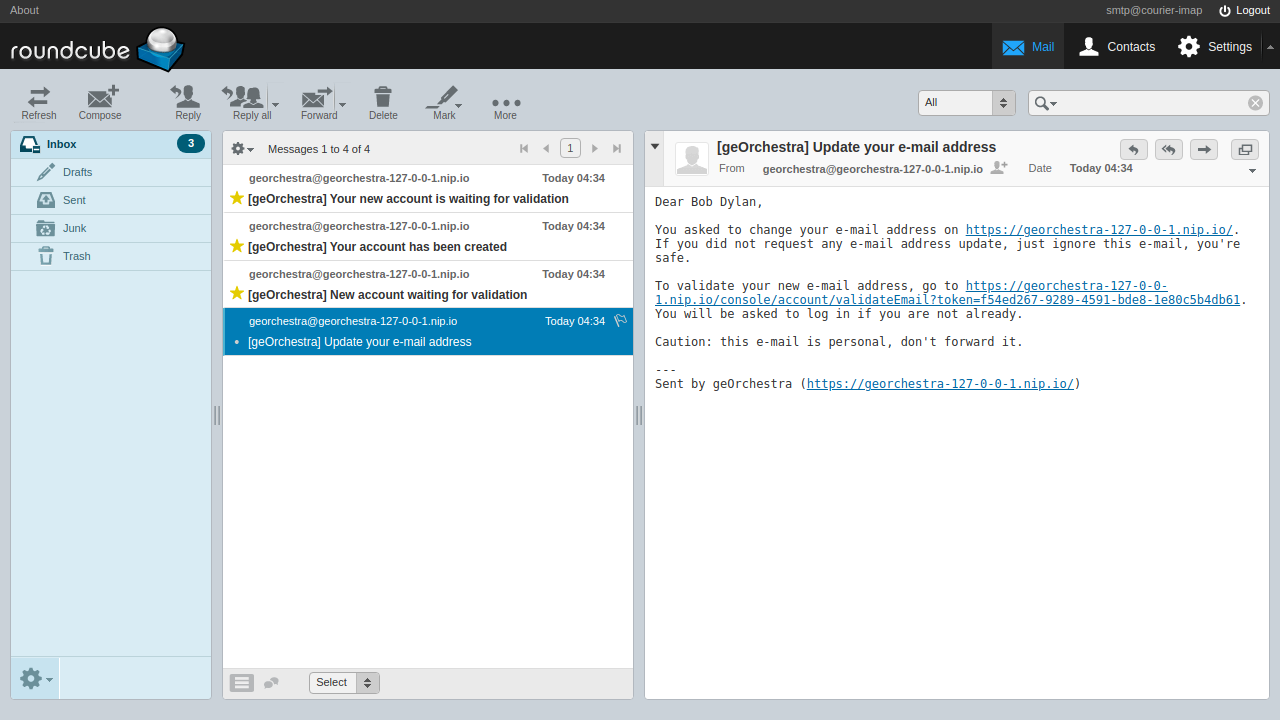 About
smtp@courier-imap Logout
roundcube
Mail Contacts Settings
Refresh Compose Reply Reply all Forward Delete Mark More
All
Inbox 3
Drafts
Sent
Junk
Trash
Messages 1 to 4 of 4 1
georchestra@georchestra-127-0-0-1.nip.io Today 04:34
[geOrchestra] Your new account is waiting for validation
georchestra@georchestra-127-0-0-1.nip.io Today 04:34
[geOrchestra] Your account has been created
georchestra@georchestra-127-0-0-1.nip.io Today 04:34
[geOrchestra] New account waiting for validation
georchestra@georchestra-127-0-0-1.nip.io Today 04:34
[geOrchestra] Update your e-mail address
Select
[geOrchestra] Update your e-mail address
From georchestra@georchestra-127-0-0-1.nip.io Date Today 04:34
Dear Bob Dylan,
You asked to change your e-mail address on https://georchestra-127-0-0-1.nip.io/.
If you did not request any e-mail address update, just ignore this e-mail, you're
safe.
To validate your new e-mail address, go to https://georchestra-127-0-0-
1.nip.io/console/account/validateEmail?token=f54ed267-9289-4591-bde8-1e80c5b4db61.
You will be asked to log in if you are not already.
Caution: this e-mail is personal, don't forward it.
---
Sent by geOrchestra (https://georchestra-127-0-0-1.nip.io/)